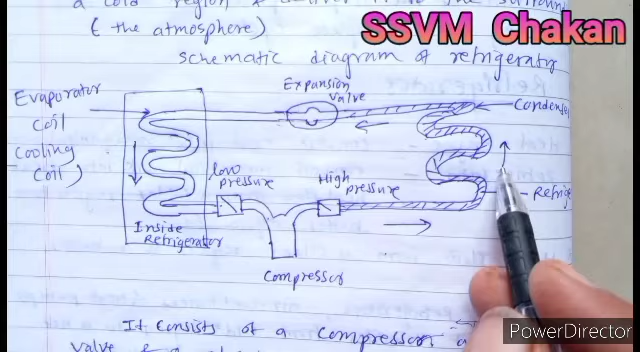 a cold region & deliver it to the
SSVM Chakan
( the atmosphere )
schematic diagram of refrigerator
Expansion
valve
Evaporator
coil
Condenser
Cooling
Coil )
low
pressure
High
pressure
Inside
Refrigerator
Compressor
It consists of a compressor
valve &
PowerDirector